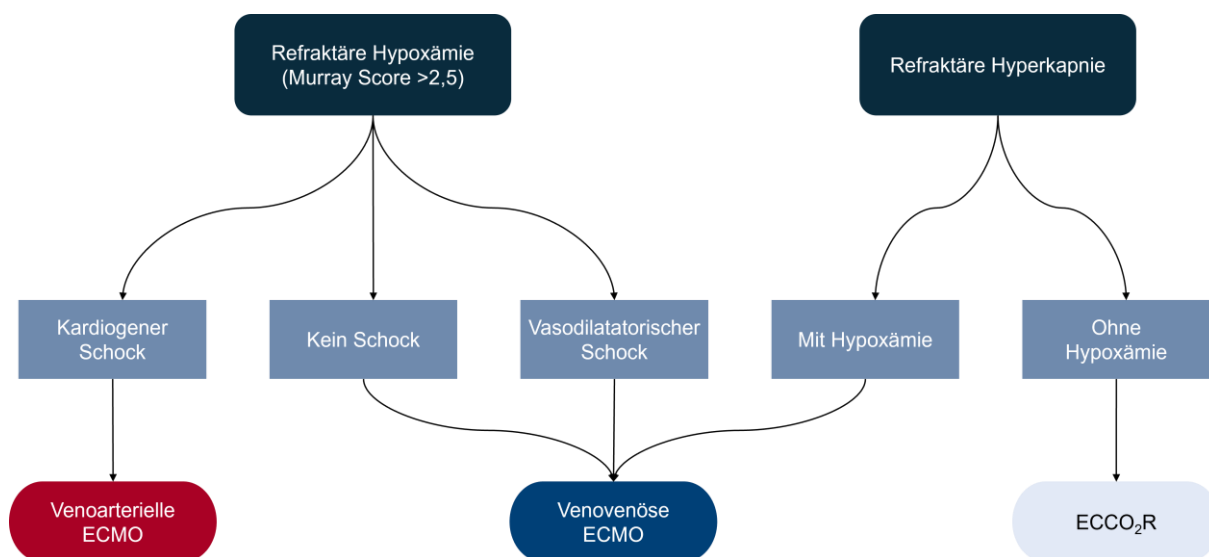 Refraktäre Hypoxämie
(Murray Score >2,5)
Refraktäre Hyperkapnie
Kardiogener
Schock
Kein Schock
Vasodilatatorischer
Schock
Mit Hypoxämie
Ohne
Hypoxämie
Venoarterielle
ECMO
Venovenöse
ECMO
ECCO₂R